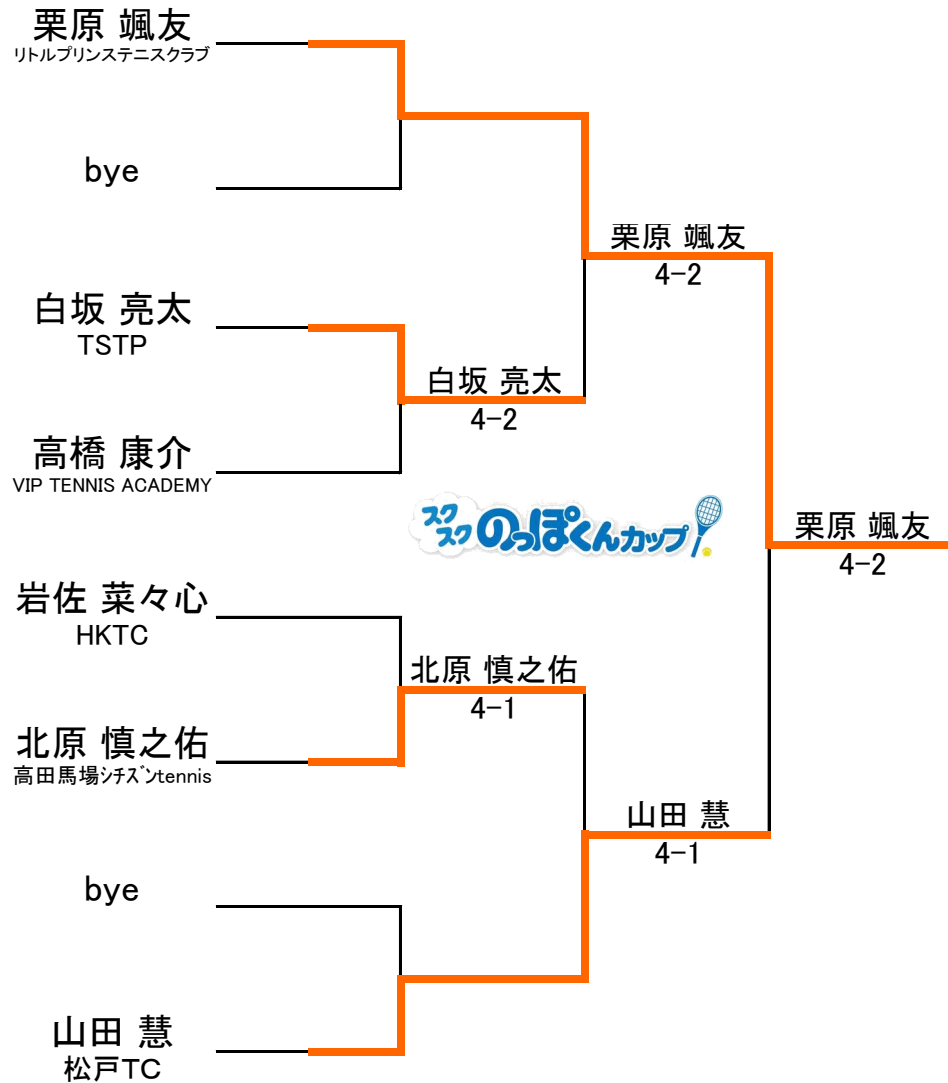 栗原 颯友
リトルプリンステニスクラブ
bye
白坂 亮太
TSTP
高橋 康介
VIP TENNIS ACADEMY
岩佐 菜々心
HKTC
北原 慎之佑
高田馬場ｼﾁｽﾞﾝtennis
bye
山田 慧
松戸TC
白坂 亮太
4-2
北原 慎之佑
4-1
栗原 颯友
4-2
山田 慧
4-1
スク
スク
のっぽくんカップ
栗原 颯友
4-2